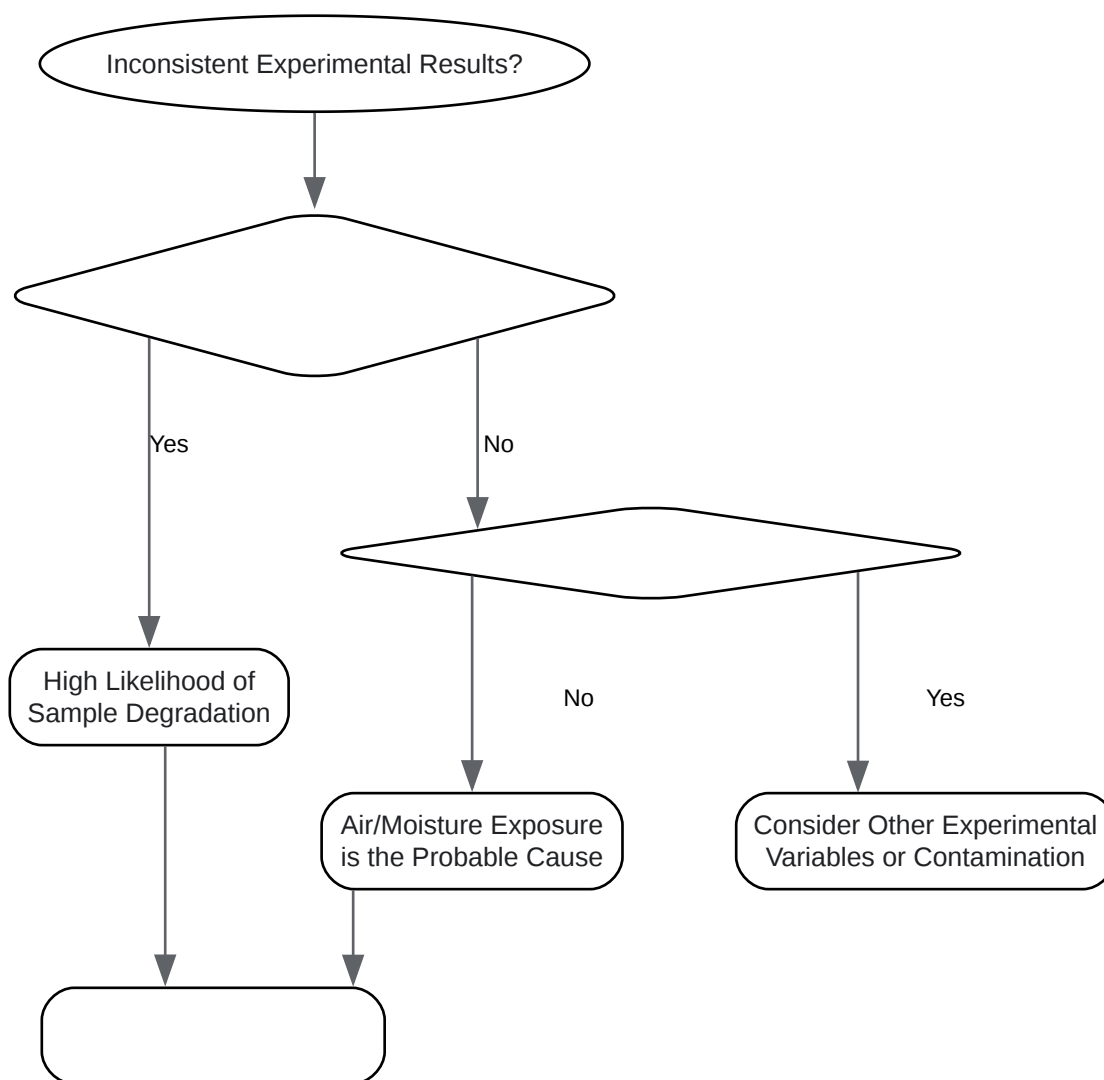 Inconsistent Experimental Results?
Yes
No
High Likelihood of
Sample Degradation
No
Yes
Air/Moisture Exposure
is the Probable Cause
Consider Other Experimental
Variables or Contamination